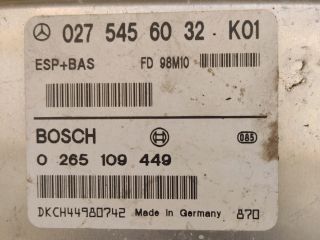 027 545 60 32 K01
ESP+BAS FD 98M10
BOSCH 085
0 265 109 449
DKCH44980742 Made in Germany 870